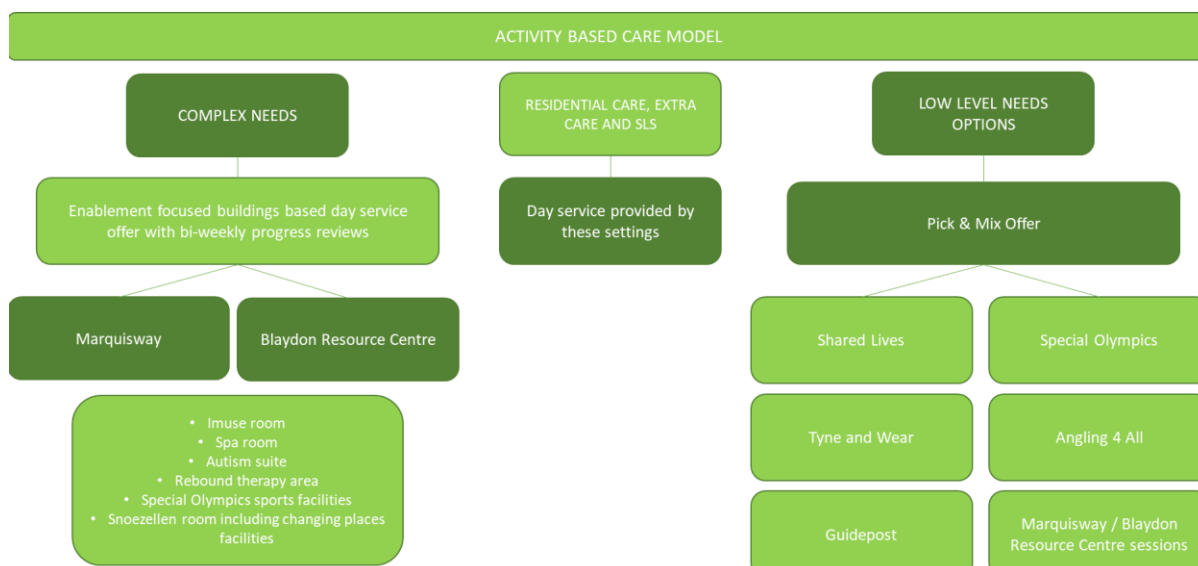 ACTIVITY BASED CARE MODEL
COMPLEX NEEDS
RESIDENTIAL CARE, EXTRA
CARE AND SLS
LOW LEVEL NEEDS
OPTIONS
Enablement focused buildings based day service
offer with bi-weekly progress reviews
Day service provided by
these settings
Pick & Mix Offer
Marquisway
Blaydon Resource Centre
Shared Lives
Special Olympics
• Imuse room
• Spa room
• Autism suite
• Rebound therapy area
• Special Olympics sports facilities
• Snoezellen room including changing places
facilities
Tyne and Wear
Angling 4 All
Guidepost
Marquisway / Blaydon
Resource Centre sessions